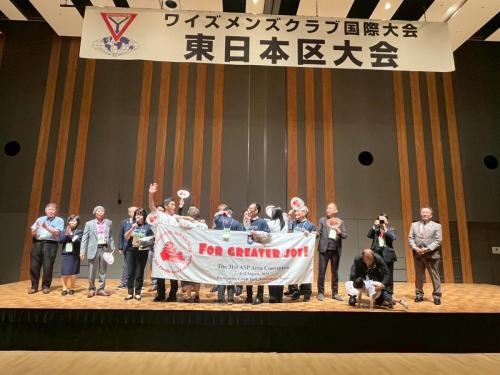 ワイズメンズクラブ国際大会
東日本区大会
FOR GREATER JOY!
The 31st ASP Area Convention